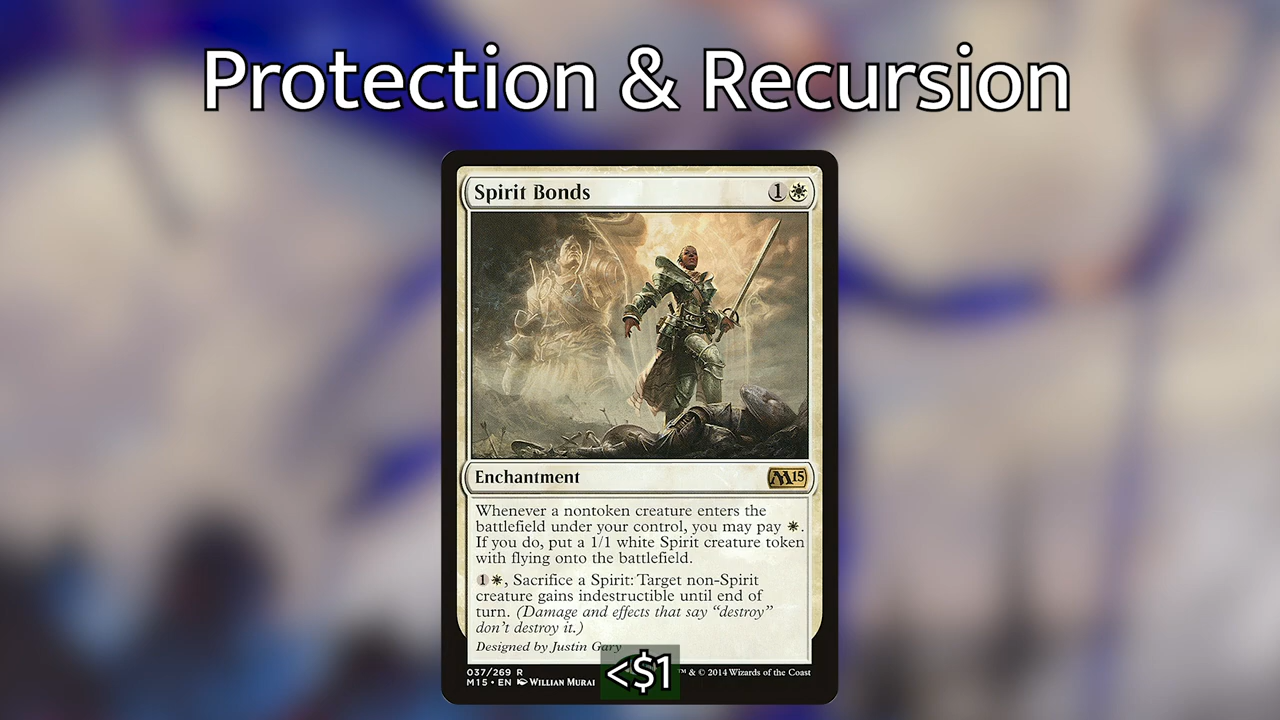 Protection & Recursion
Spirit Bonds 1
Enchantment M15
Whenever a nontoken creature enters the
battlefield under your control, you may pay .
If you do, put a 1/1 white Spirit creature token
with flying onto the battlefield.
1 , Sacrifice a Spirit: Target non-Spirit
creature gains indestructible until end of
turn. (Damage and effects that say “destroy”
don’t destroy it.)
Designed by Justin Gary
037/269 R
M15 • EN Willian Murai
<$1
™ & © 2014 Wizards of the Coast